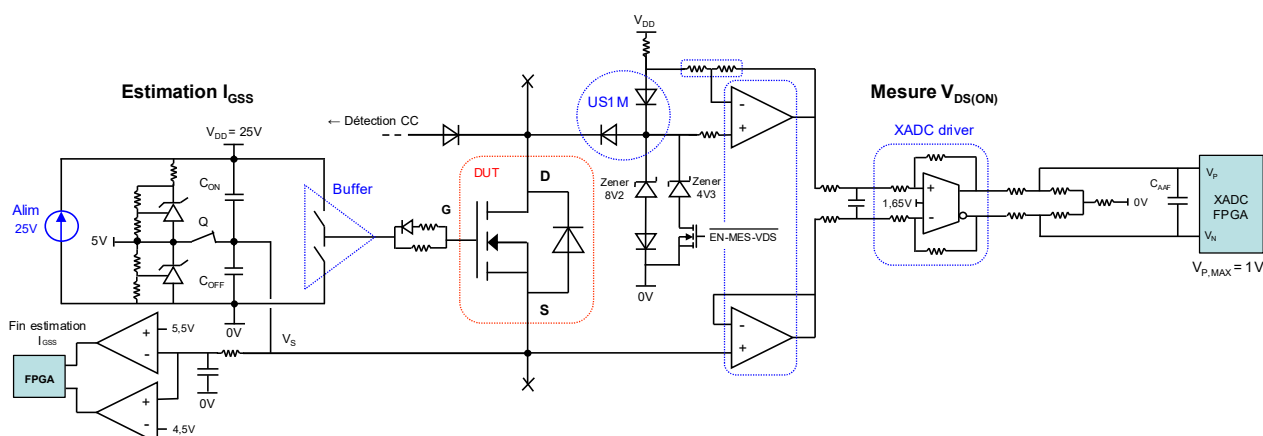 Estimation IGSS
VDD = 25V
Alim
25V
5V
Q
CON
COFF
0V
Buffer
← Détection CC
G
DUT
D
S
VDD
US1M
Zener
8V2
Zener
4V3
EN-MES-VDS
0V
-
+
-
+
Mesure VDS(ON)
XADC driver
+
1,65V
-
0V
CAAF
VP
XADC
FPGA
VN
VP,MAX = 1V
Fin estimation
IGSS
FPGA
+
5,5V
-
+
-
4,5V
0V
VS